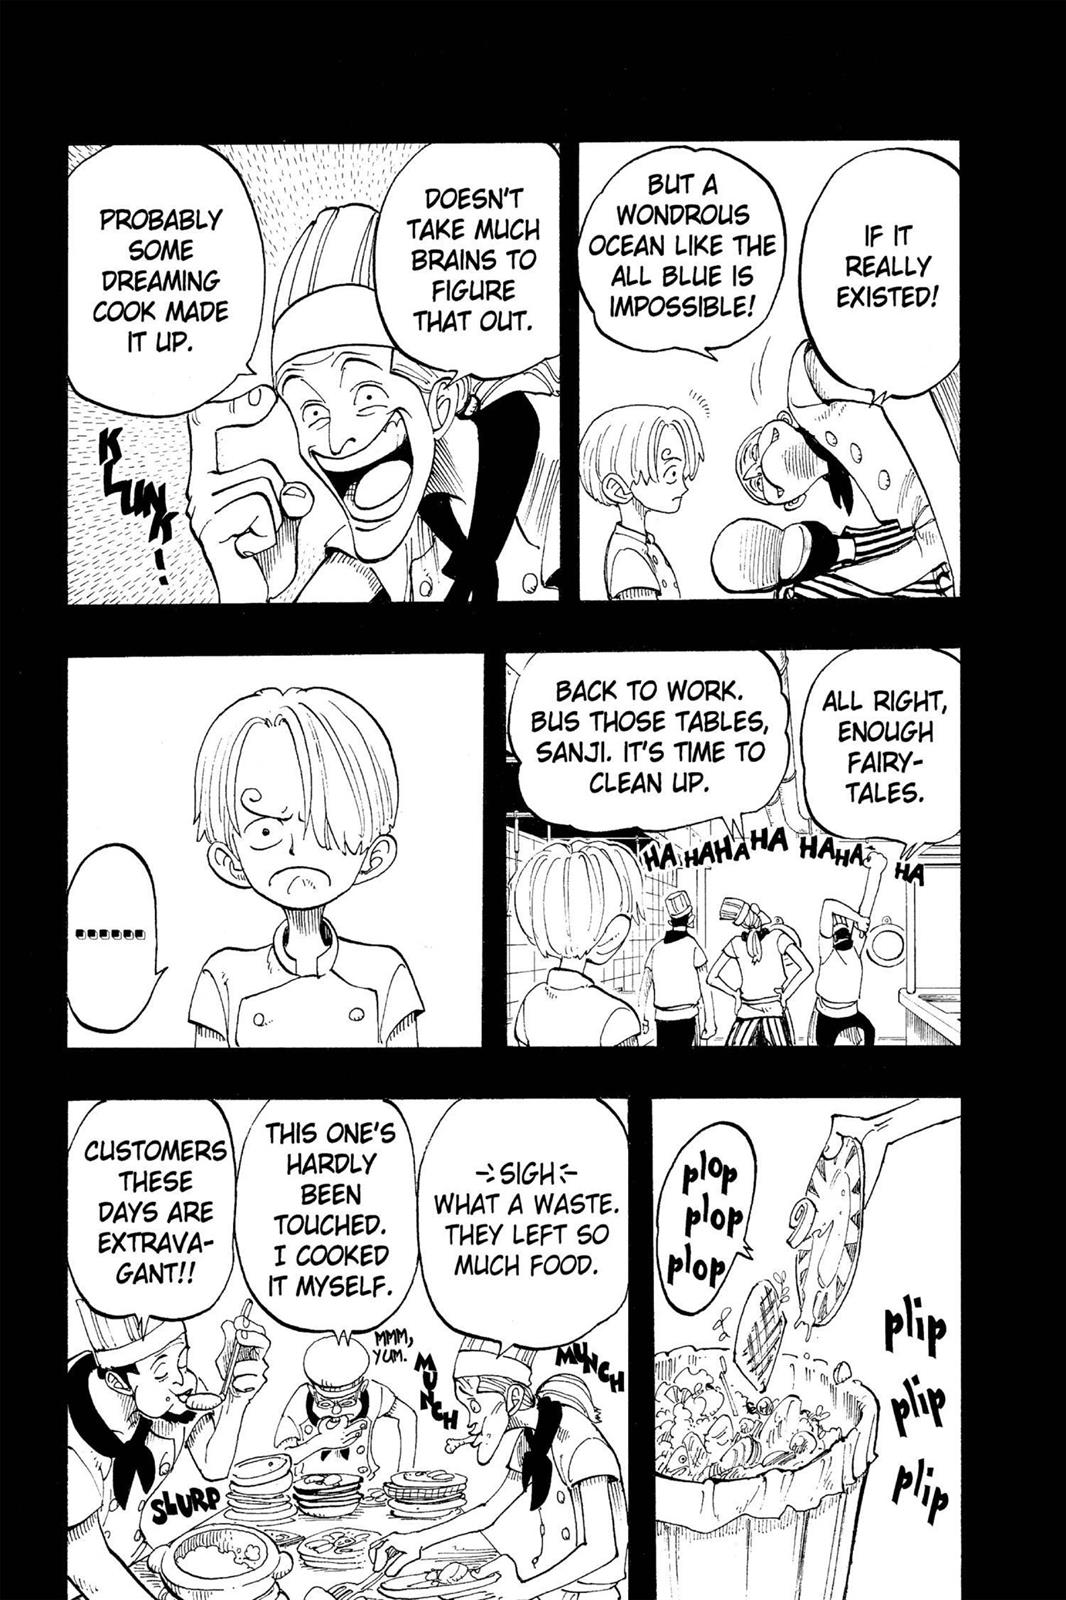 IF IT
REALLY
EXISTED!
BUT A
WONDROUS
OCEAN LIKE THE
ALL BLUE IS
IMPOSSIBLE!
DOESN'T
TAKE MUCH
BRAINS TO
FIGURE
THAT OUT.
PROBABLY
SOME
DREAMING
COOK MADE
IT UP.
KLUNK!
ALL RIGHT,
ENOUGH
FAIRY-
TALES.
BACK TO WORK.
BUS THOSE TABLES,
SANJI. IT'S TIME TO
CLEAN UP.
HA HAHAHA HAHA HA
......
plop
plop
plop
plip
plip
plip
SIGH
WHAT A WASTE.
THEY LEFT SO
MUCH FOOD.
MUNCH
MUNCH
THIS ONE'S
HARDLY
BEEN
TOUCHED.
I COOKED
IT MYSELF.
MMM,
YUM.
CUSTOMERS
THESE
DAYS ARE
EXTRAVA-
GANT!!
SLURP